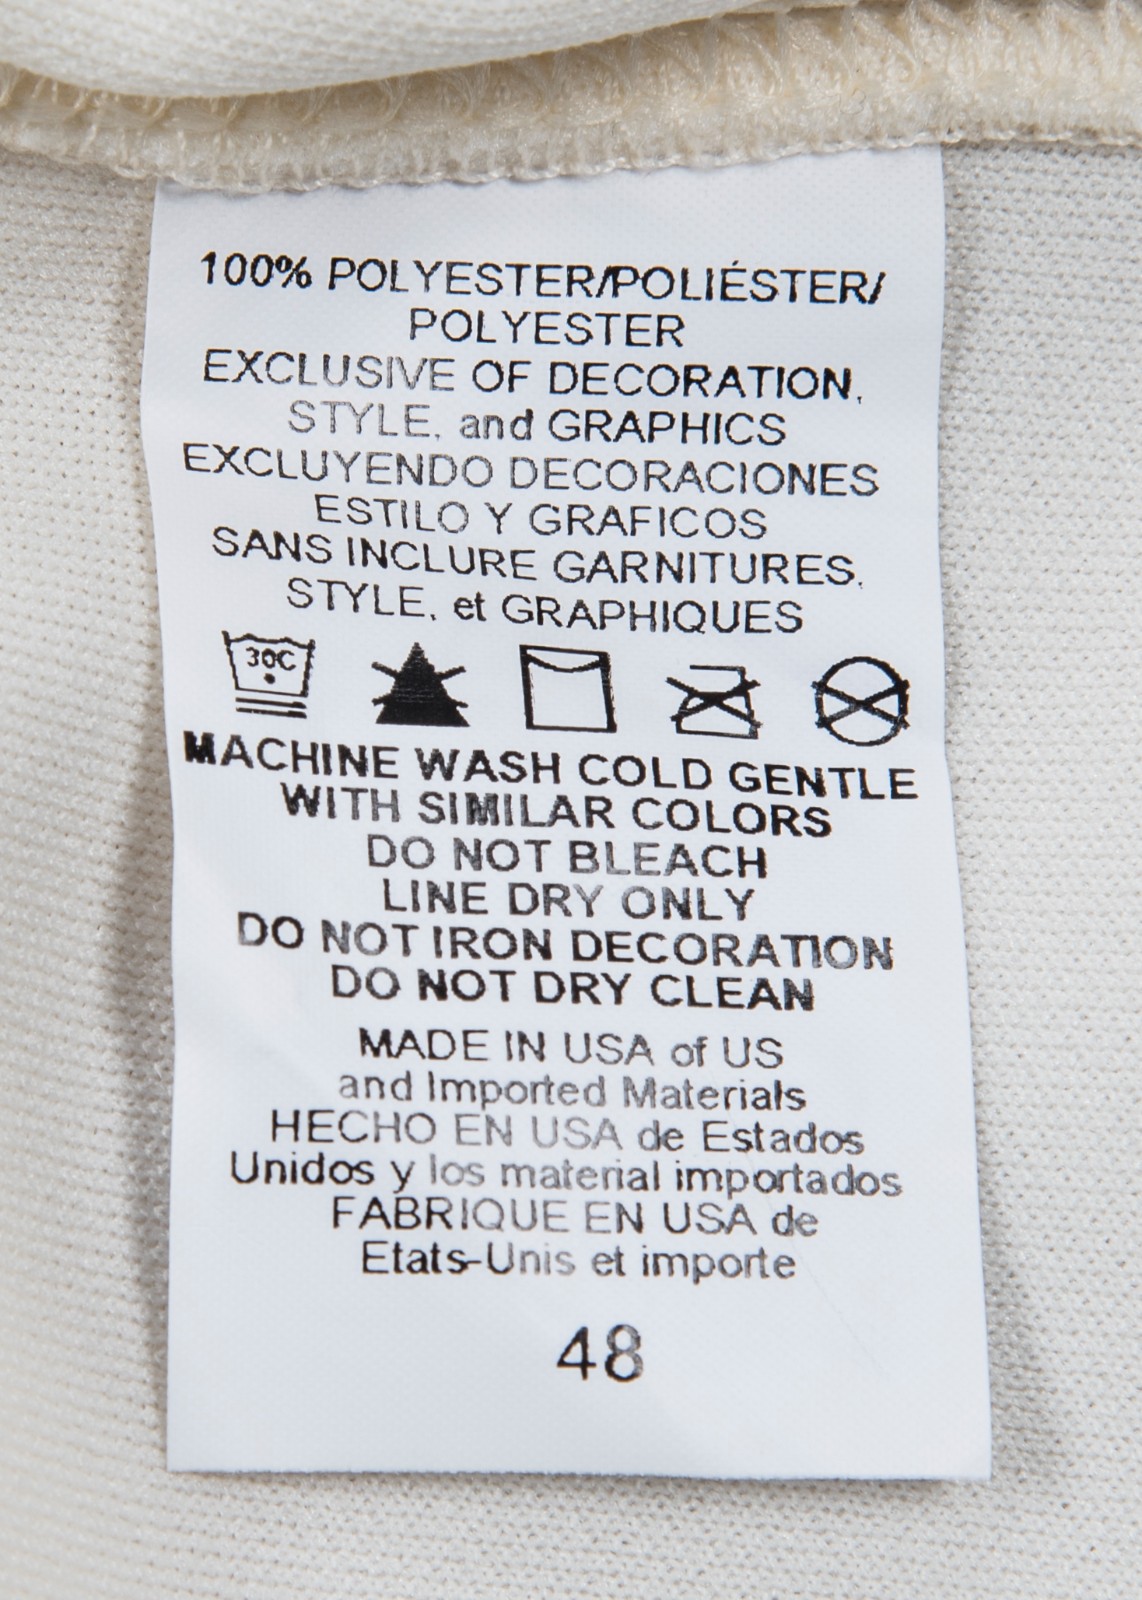 100% POLYESTER/POLIÉSTER/
POLYESTER
EXCLUSIVE OF DECORATION,
STYLE, and GRAPHICS
EXCLUYENDO DECORACIONES
ESTILO Y GRAFICOS
SANS INCLURE GARNITURES,
STYLE, et GRAPHIQUES
30C
MACHINE WASH COLD GENTLE
WITH SIMILAR COLORS
DO NOT BLEACH
LINE DRY ONLY
DO NOT IRON DECORATION
DO NOT DRY CLEAN
MADE IN USA of US
and Imported Materials
HECHO EN USA de Estados
Unidos y los material importados
FABRIQUE EN USA de
Etats-Unis et importe
48